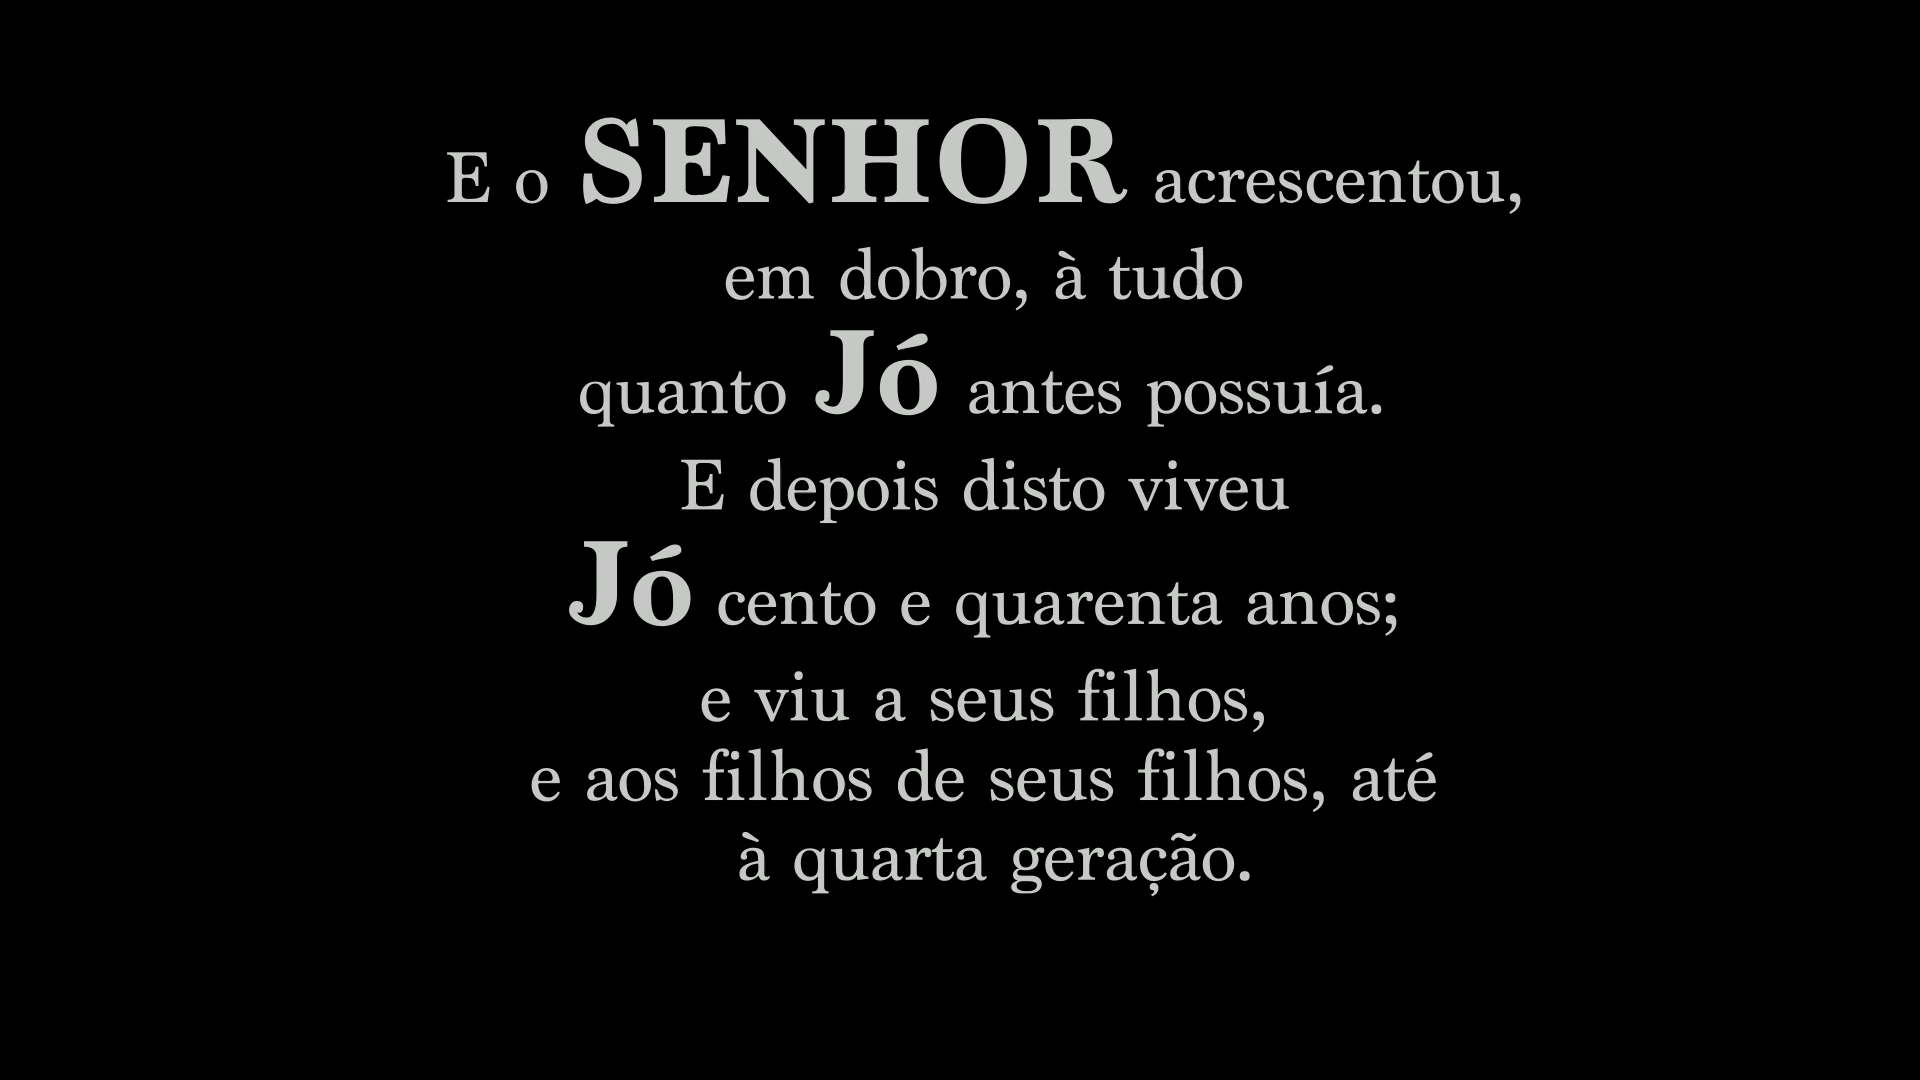 E o SENHOR acrescentou,
em dobro, à tudo
quanto Jó antes possuía.
E depois disto viveu
Jó cento e quarenta anos;
e viu a seus filhos,
e aos filhos de seus filhos, até
à quarta geração.